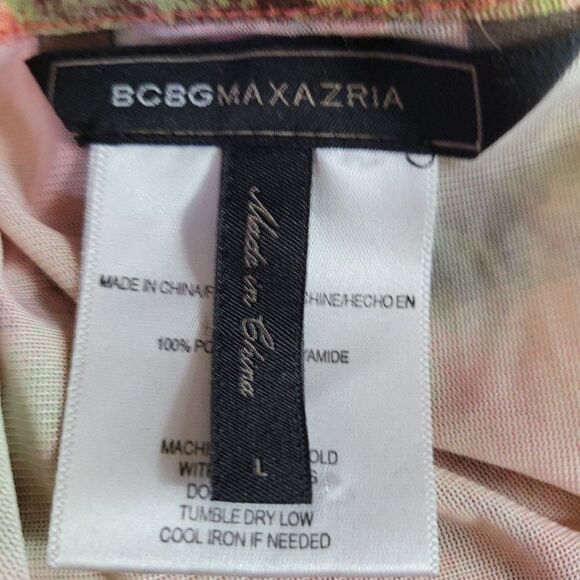 BCBGMAXAZRIA
Made in China
L
MADE IN CHINA/F CHINE/HECHO EN
100% PO YAMIDE
MACHI OLD
WIT S
DO
TUMBLE DRY LOW
COOL IRON IF NEEDED